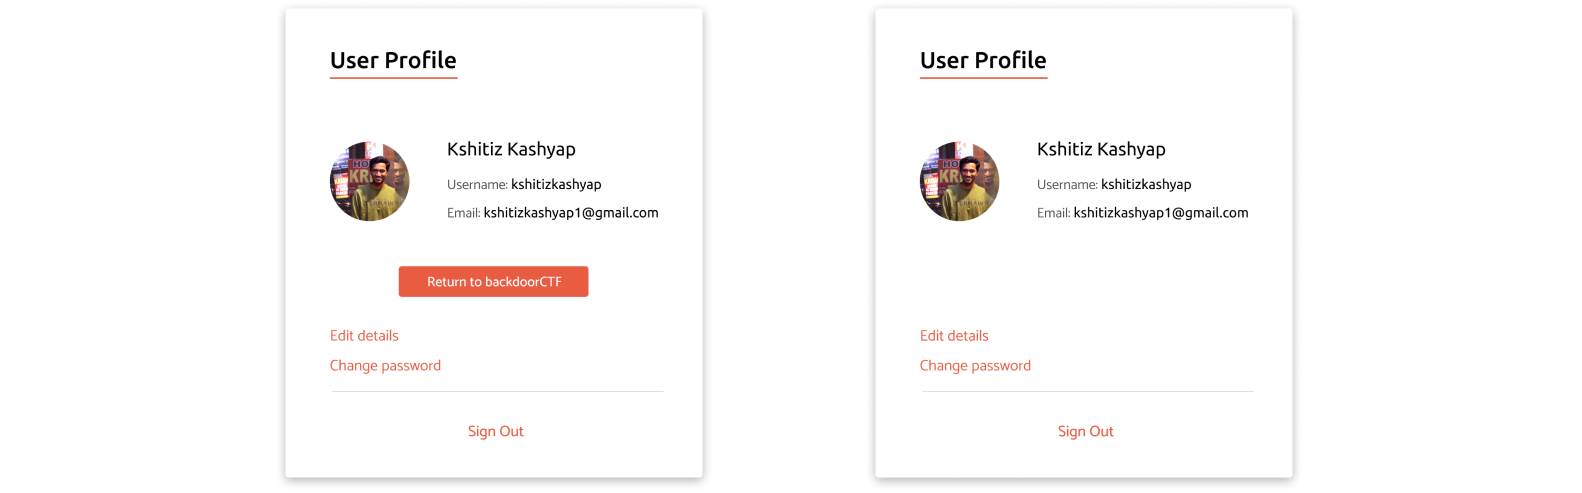 User Profile
Kshitiz Kashyap
Username: kshitizkashyap
Email: kshitizkashyap1@gmail.com
Return to backdoorCTF
Edit details
Change password
Sign Out
User Profile
Kshitiz Kashyap
Username: kshitizkashyap
Email: kshitizkashyap1@gmail.com
Edit details
Change password
Sign Out